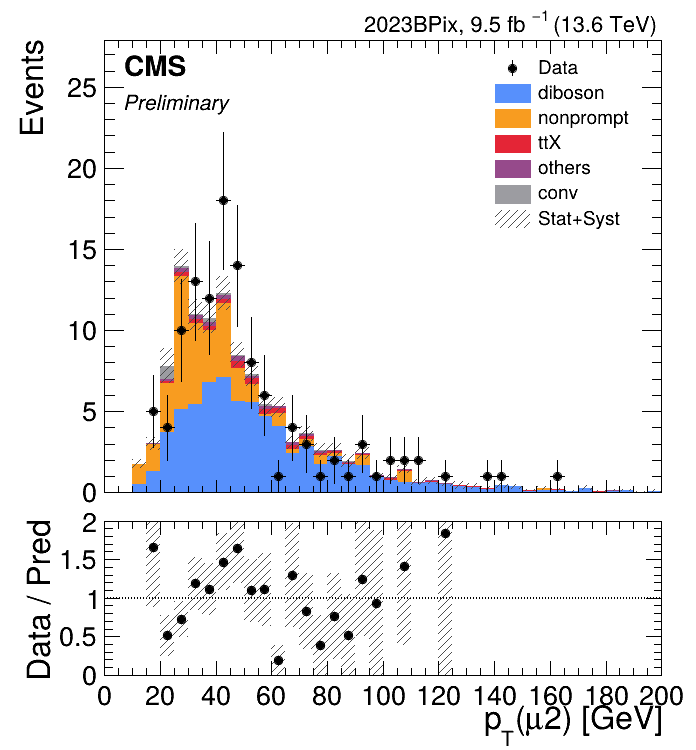 2023BPix, 9.5 fb⁻¹ (13.6 TeV)
CMS
Preliminary
Data
diboson
nonprompt
ttX
others
conv
Stat+Syst
Events
25
20
15
10
5
0
Data / Pred
2
1.5
1
0.5
0
0 20 40 60 80 100 120 140 160 180 200
p_T(μ2) [GeV]